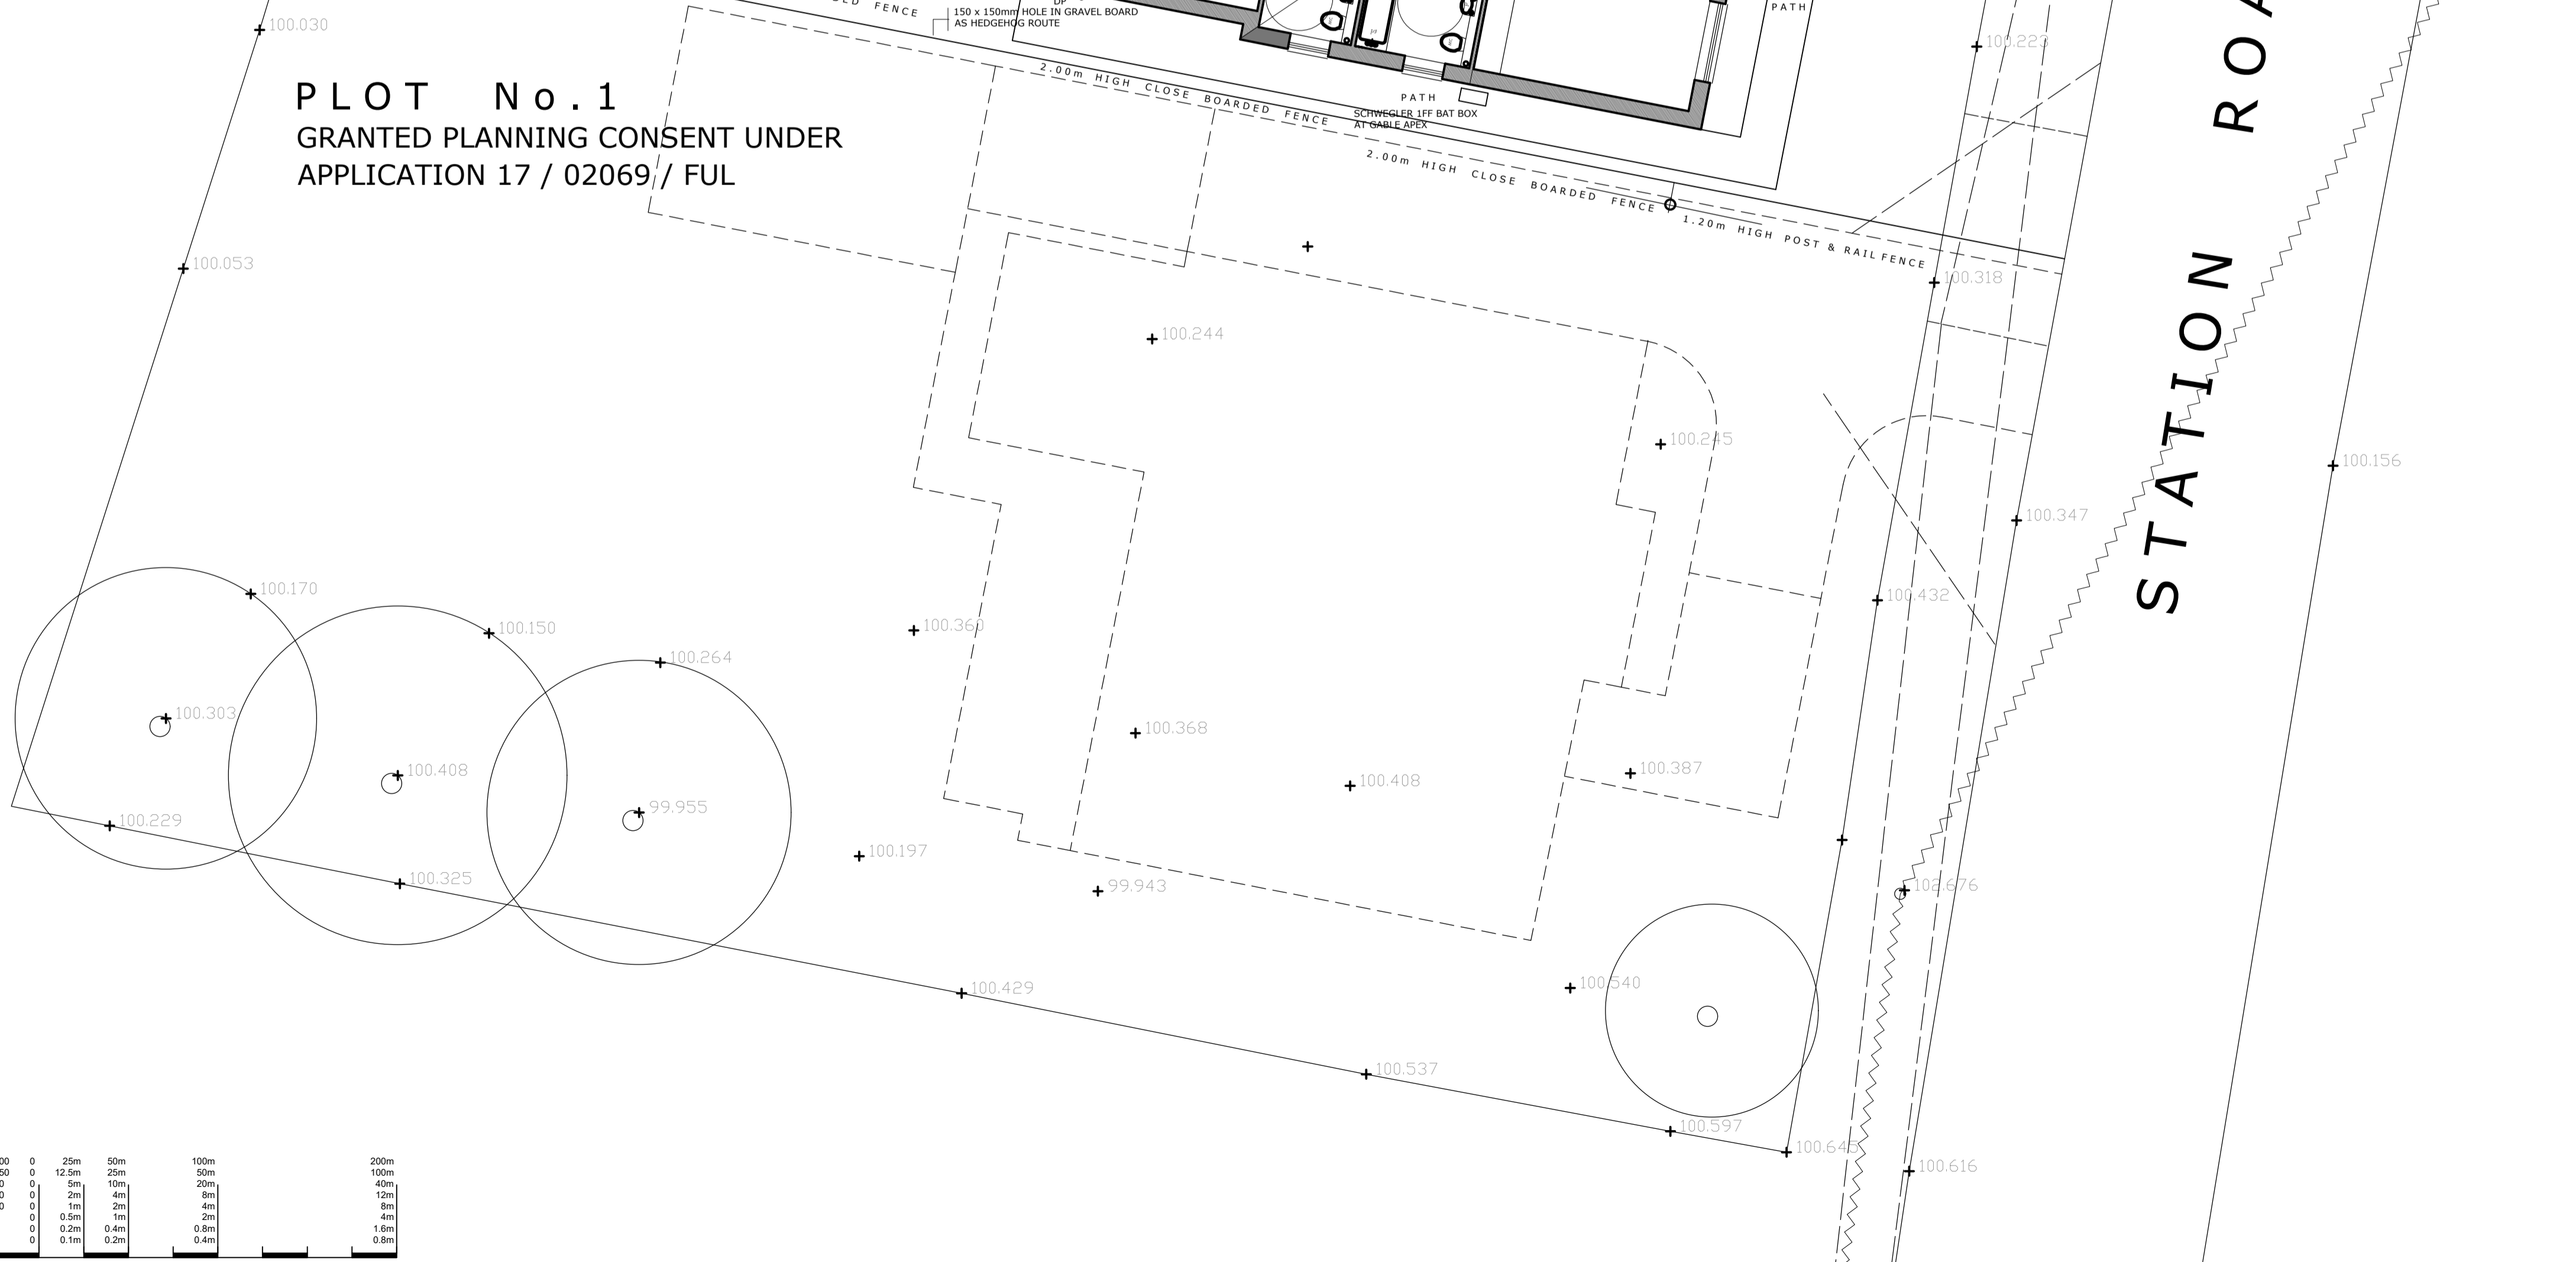 100.030
PLOT No.1
GRANTED PLANNING CONSENT UNDER
APPLICATION 17 / 02069 / FUL
FENCE
DP
150 x 150mm HOLE IN GRAVEL BOARD
AS HEDGEHOG ROUTE
PATH
2.00m HIGH CLOSE BOARDED FENCE
PATH
SCHWEGLER 1FF BAT BOX
AT GABLE APEX
2.00m HIGH CLOSE BOARDED FENCE
1.20m HIGH POST & RAIL FENCE
100.223
STATION
100.053
100.318
100.244
100.245
100.156
100.347
100.170
100.432
100.150
100.360
100.264
100.303
100.368
100.408
100.408
100.387
99.955
100.229
100.197
100.325
99.943
102.676
100.429
100.540
100.537
100.597
100.645
100.616
00 0 25m 50m 100m 200m
50 0 12.5m 25m 50m 100m
0 0 5m 10m 20m 40m
0 0 2m 4m 8m 12m
0 0 1m 2m 4m 8m
0 0.5m 1m 2m 4m
0 0.2m 0.4m 0.8m 1.6m
0 0.1m 0.2m 0.4m 0.8m